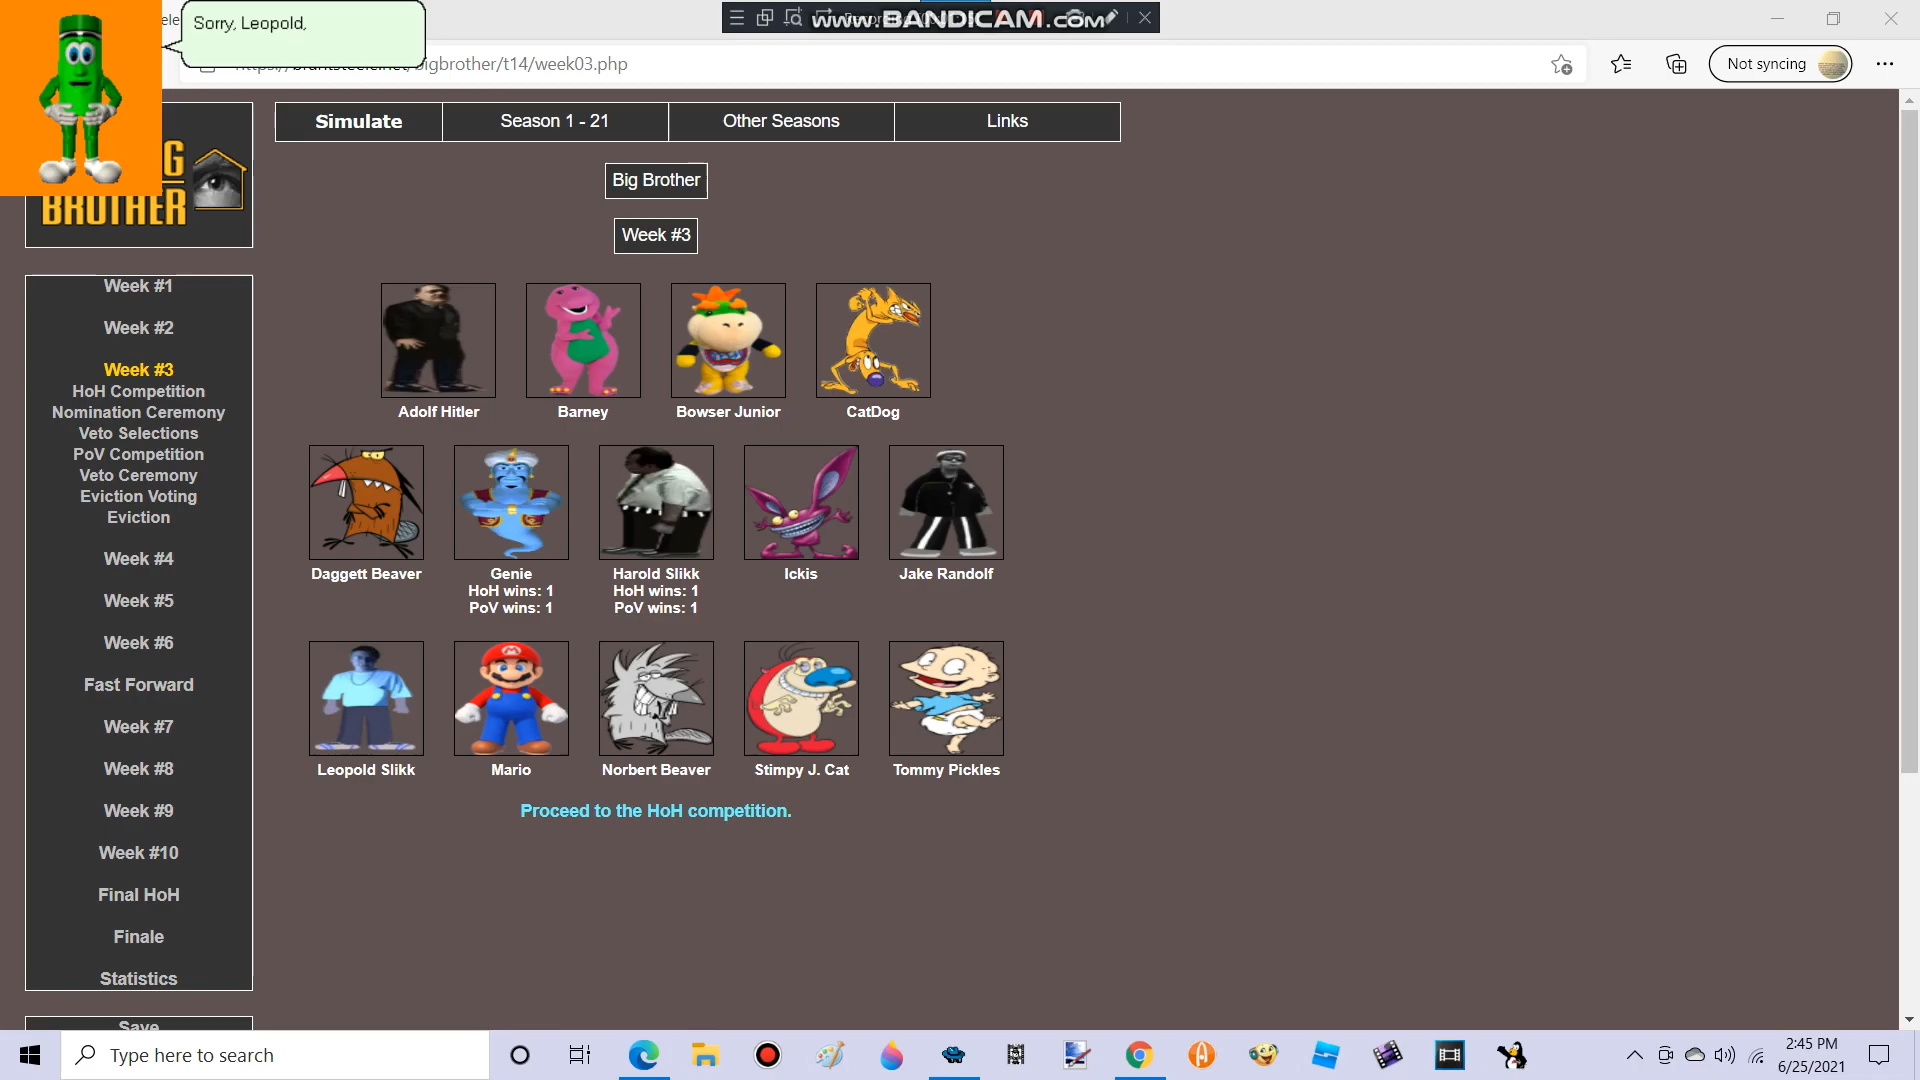 Sorry, Leopold,
www.BANDICAM.com
bigbrother/t14/week03.php
Not syncing
Simulate
Season 1 - 21
Other Seasons
Links
BROTHER
Big Brother
Week #3
Week #1
Week #2
Week #3
HoH Competition
Nomination Ceremony
Veto Selections
PoV Competition
Veto Ceremony
Eviction Voting
Eviction
Week #4
Week #5
Week #6
Fast Forward
Week #7
Week #8
Week #9
Week #10
Final HoH
Finale
Statistics
Save
Adolf Hitler
Barney
Bowser Junior
CatDog
Daggett Beaver
Genie
HoH wins: 1
PoV wins: 1
Harold Slikk
HoH wins: 1
PoV wins: 1
Ickis
Jake Randolf
Leopold Slikk
Mario
Norbert Beaver
Stimpy J. Cat
Tommy Pickles
Proceed to the HoH competition.
Type here to search
2:45 PM
6/25/2021